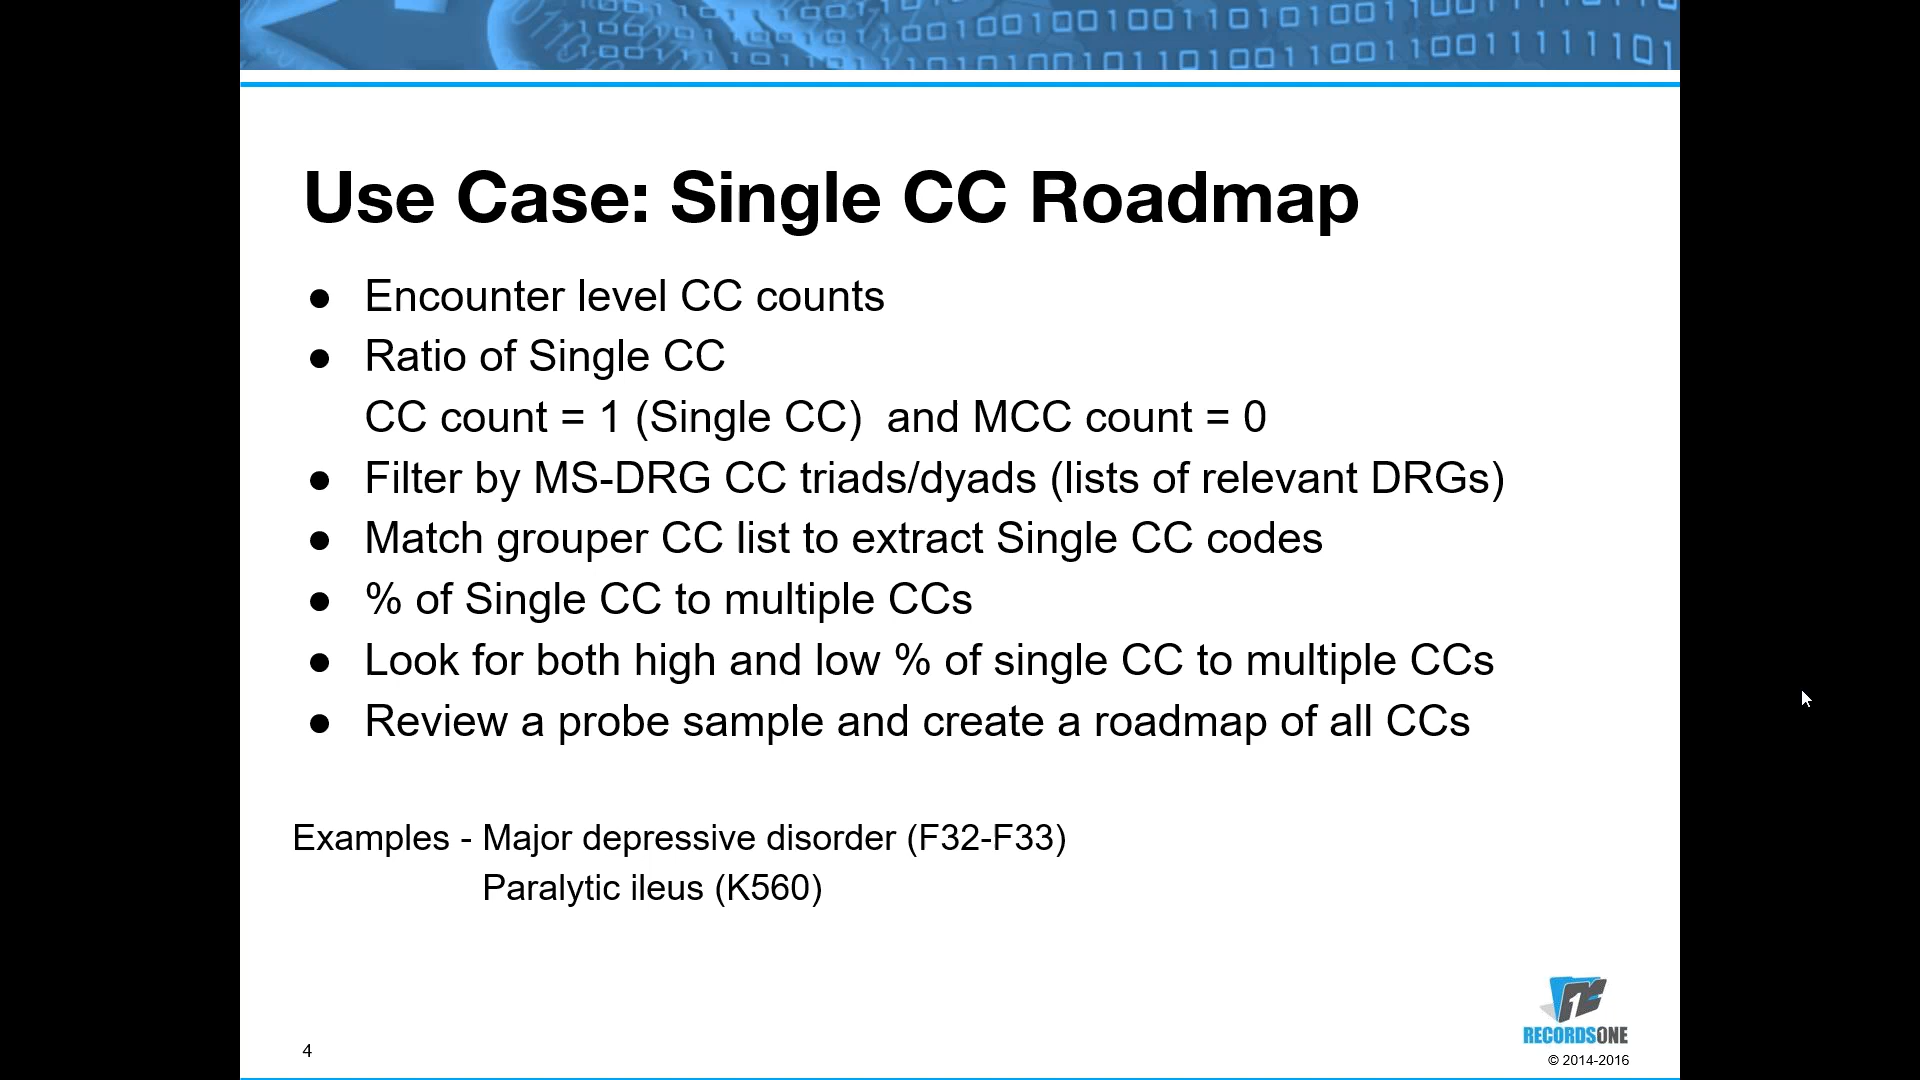 Use Case: Single CC Roadmap
● Encounter level CC counts
● Ratio of Single CC
CC count = 1 (Single CC)  and MCC count = 0
● Filter by MS-DRG CC triads/dyads (lists of relevant DRGs)
● Match grouper CC list to extract Single CC codes
● % of Single CC to multiple CCs
● Look for both high and low % of single CC to multiple CCs
● Review a probe sample and create a roadmap of all CCs
Examples - Major depressive disorder (F32-F33)
Paralytic ileus (K560)
RECORDSONE
4
© 2014-2016